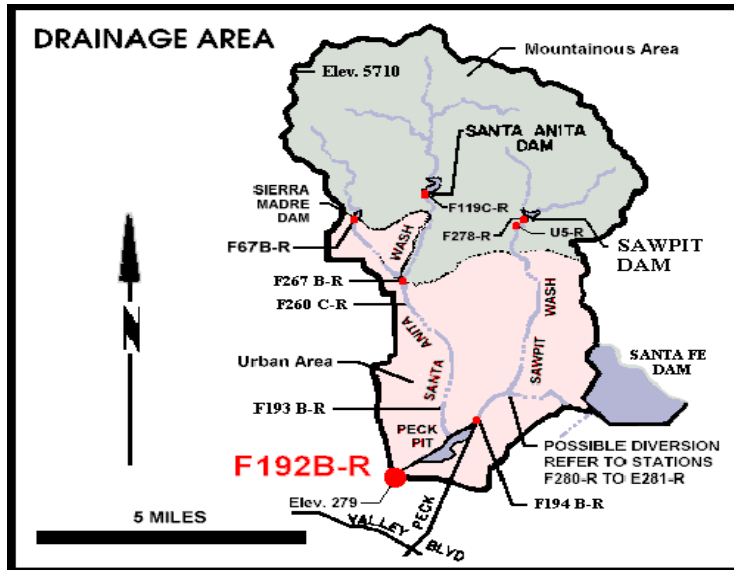 DRAINAGE AREA
Mountainous Area
Elev. 5710
SANTA ANITA
DAM
SIERRA
MADRE
DAM
F119C-R
F278-R
U5-R
F67B-R
WASH
SAWPIT
DAM
F267 B-R
F260 C-R
WASH
ANITA
N
SANTA FE
DAM
Urban Area
SANTA
SAWPIT
F193 B-R
PECK
PIT
POSSIBLE DIVERSION
REFER TO STATIONS
F280-R TO E281-R
F192B-R
Elev. 279
F194 B-R
PECK
5 MILES
VALLEY
BLVD